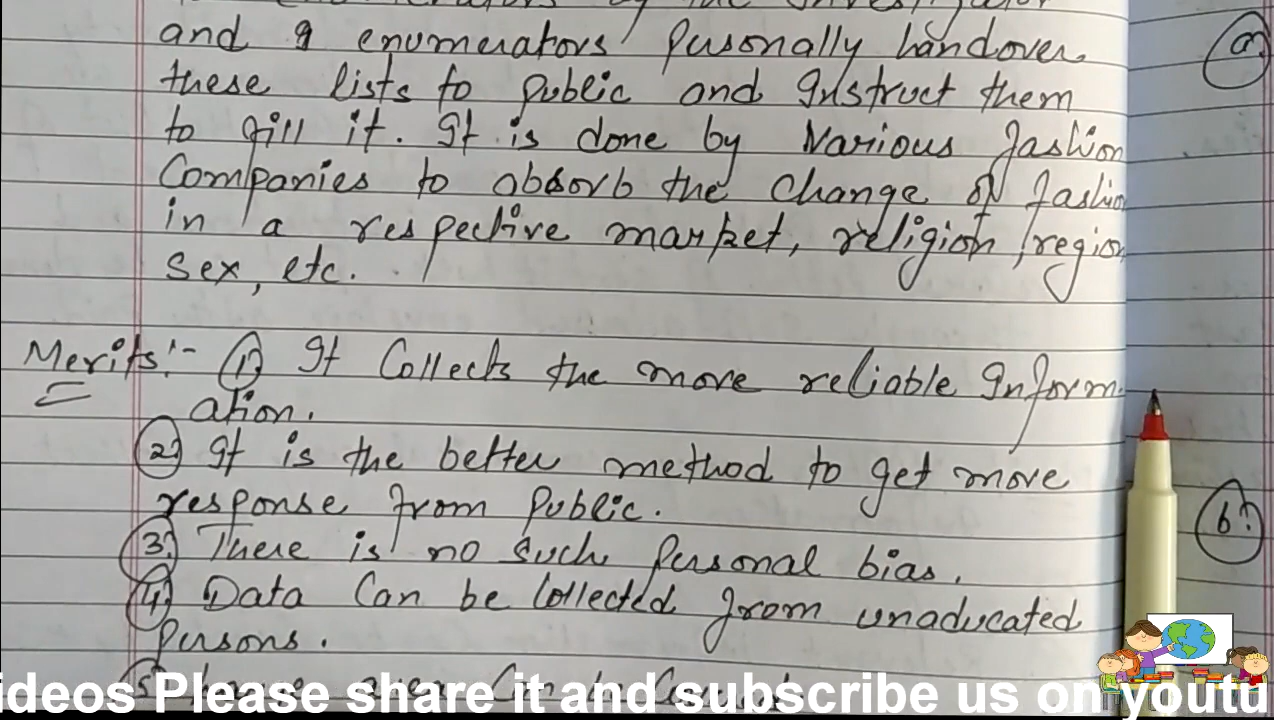 and enumerators personally handover
these lists to public and Instruct them
to fill it. It is done by Various fashion
Companies to absorb the change of fashio
in a respective market, religion, region
sex, etc.
Merits:- (1) It Collects the more reliable Inform-
ation.
(2) It is the better method to get more
response from public.
(3) There is no such personal bias.
(4) Data Can be Collected from unaducated
persons.
(5)
ideos Please share it and subscribe us on youtu
a)
b)